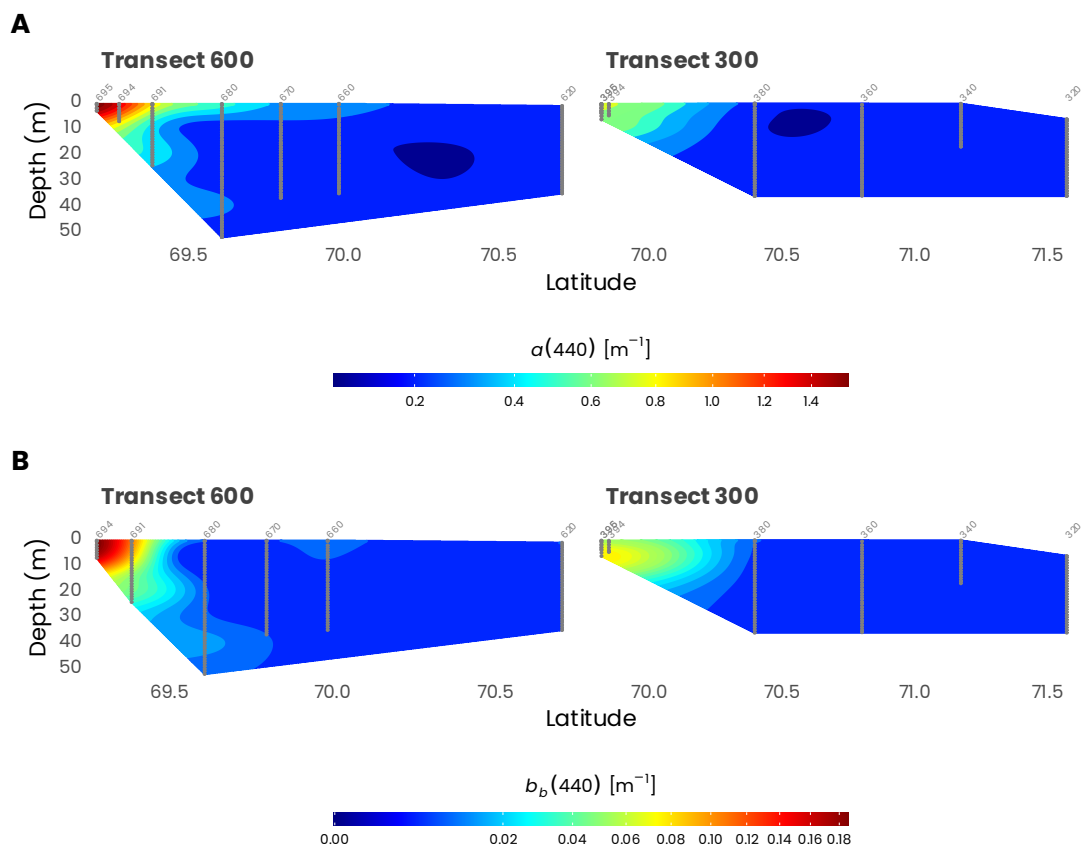 A
Transect 600 Transect 300
695 694 691 680 670 660 620 395 394 380 360 340 320
Depth (m)
0
10
20
30
40
50
69.5 70.0 70.5 70.0 70.5 71.0 71.5
Latitude
a(440) [m⁻¹]
0.2 0.4 0.6 0.8 1.0 1.2 1.4
B
Transect 600 Transect 300
694 691 680 670 660 620 395 394 380 360 340 320
Depth (m)
0
10
20
30
40
50
69.5 70.0 70.5 70.0 70.5 71.0 71.5
Latitude
b_b(440) [m⁻¹]
0.00 0.02 0.04 0.06 0.08 0.10 0.12 0.14 0.16 0.18